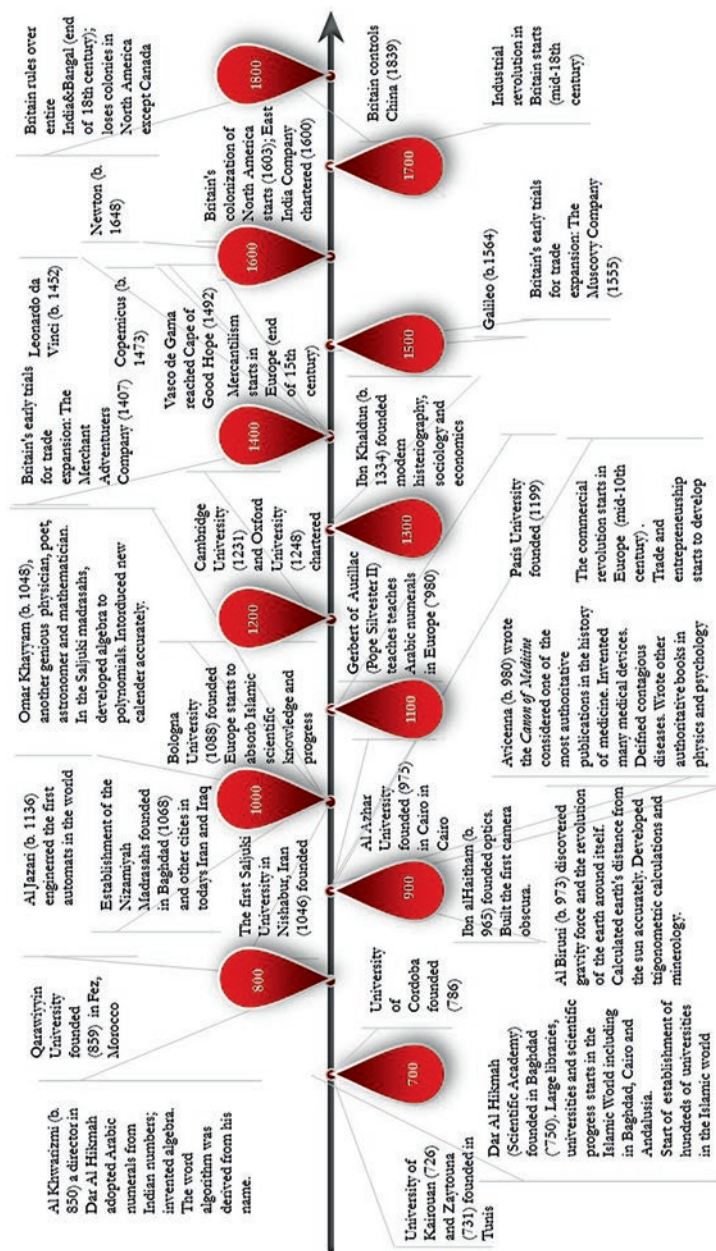 Al Khwarizmi (b.
850) a director in
Dar Al Hikmah
adopted Arabic
numerals from
Indian numbers;
invented algebra.
The word
algorithm was
derived from his
name.
Qarawiyyin
University
founded
(859) in Fez,
Morocco
Al Jazari (b. 1136)
enginerred the first
automats in the world
Establishment of the
Nizamiyah
Madrasahs founded
in Baghdad (1068)
and other cities in
todays Iran and Iraq
The first Saljuki
University in
Nishabur, Iran
(1046) founded
Omar Khayyam (b. 1048),
another genious physician, poet,
astronomer and mathematician.
In the Saljuki madrasahs,
developed algebra to
polynomials. Intorduced new
calender accurately.
Bologna
University
(1088) founded
Europe starts to
absorb Islamic
scientific
knowledge and
progress
Cambridge
University
(1231) and Oxford
University
(1248) chartered
Britain's early trials
for trade
expansion: The
Merchant
Adventurers
Company (1407)
Leonardo da
Vinci (b. 1452)
Copernicus (b.
1473)
Vasco de Gama
reached Cape of
Good Hope (1492)
Mercantilism
starts in
Europe (end
of 15th
century)
Newton (b.
1648)
Britain's
colonization of
North America
starts (1603); East
India Company
chartered (1600)
Britain rules over
entire
India&Bangal (end
of 18th century);
loses colonies in
North America
except Canada
700
800
900
1000
1100
1200
1300
1400
1500
1600
1700
1800
University of
Kairouan (726)
and Zaytouna
(731) founded in
Tunis
Dar Al Hikmah
(Scientific Academy)
founded in Baghdad
(~750). Large libraries,
universities and scientific
progress starts in the
Islamic World including
in Baghdad, Cairo and
Andalusia.
Start of establishment of
hundreds of universities
in the Islamic world
University
of
Cordoba
founded
(786)
Ibn alHaitham (b.
965) founded optics.
Built the first camera
obscura.
Al Biruni (b. 973) discovered
gravity force and the revolution
of the earth around itself.
Calculated earth's distance from
the sun accurately. Developed
trigonometric calculations and
minerology.
Al Azhar
University
founded (975)
in Cairo in
Cairo
Avicenna (b. 980) wrote
the Canon of Medicine
considered one of the
most authoritative
publications in the history
of medicine. Invented
many medical devices.
Deifned contagious
diseases. Wrote other
authoritative books in
physics and psychology
Gerbert of Aurillac
(Pope Silvester II)
teaches teaches
Arabic numerals
in Europe (~980)
The commercial
revolution starts in
Europe (mid-10th
century) .
Trade and
entrepreneurship
starts to develop
Paris University
founded (1199)
Ibn Khaldun (b.
1334) founded
modern
histeriography,
sociology and
economics
Galileo (b.1564)
Britain's early trials
for trade
expansion: The
Muscovy Company
(1555)
Britain controls
China (1839)
Industrial
revolution in
Britain starts
(mid-18th
century)